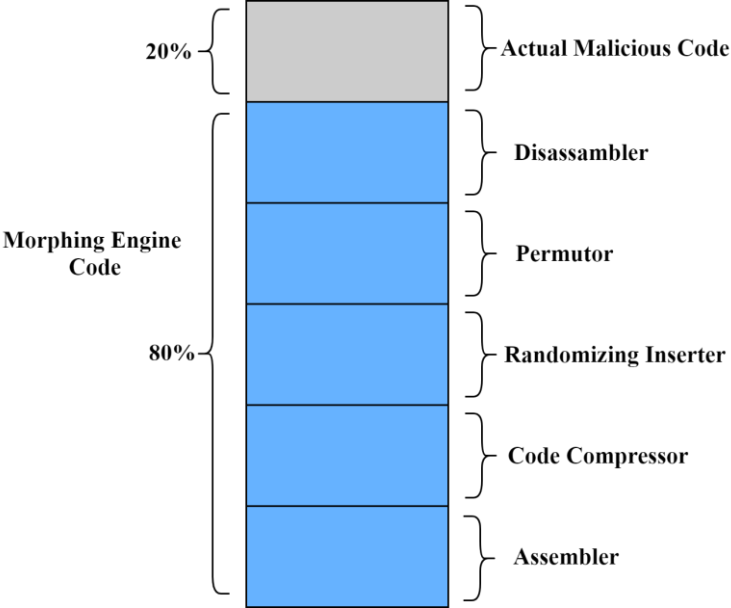 20%
Actual Malicious Code
Disassambler
Morphing Engine
Code
Permutor
80%
Randomizing Inserter
Code Compressor
Assembler